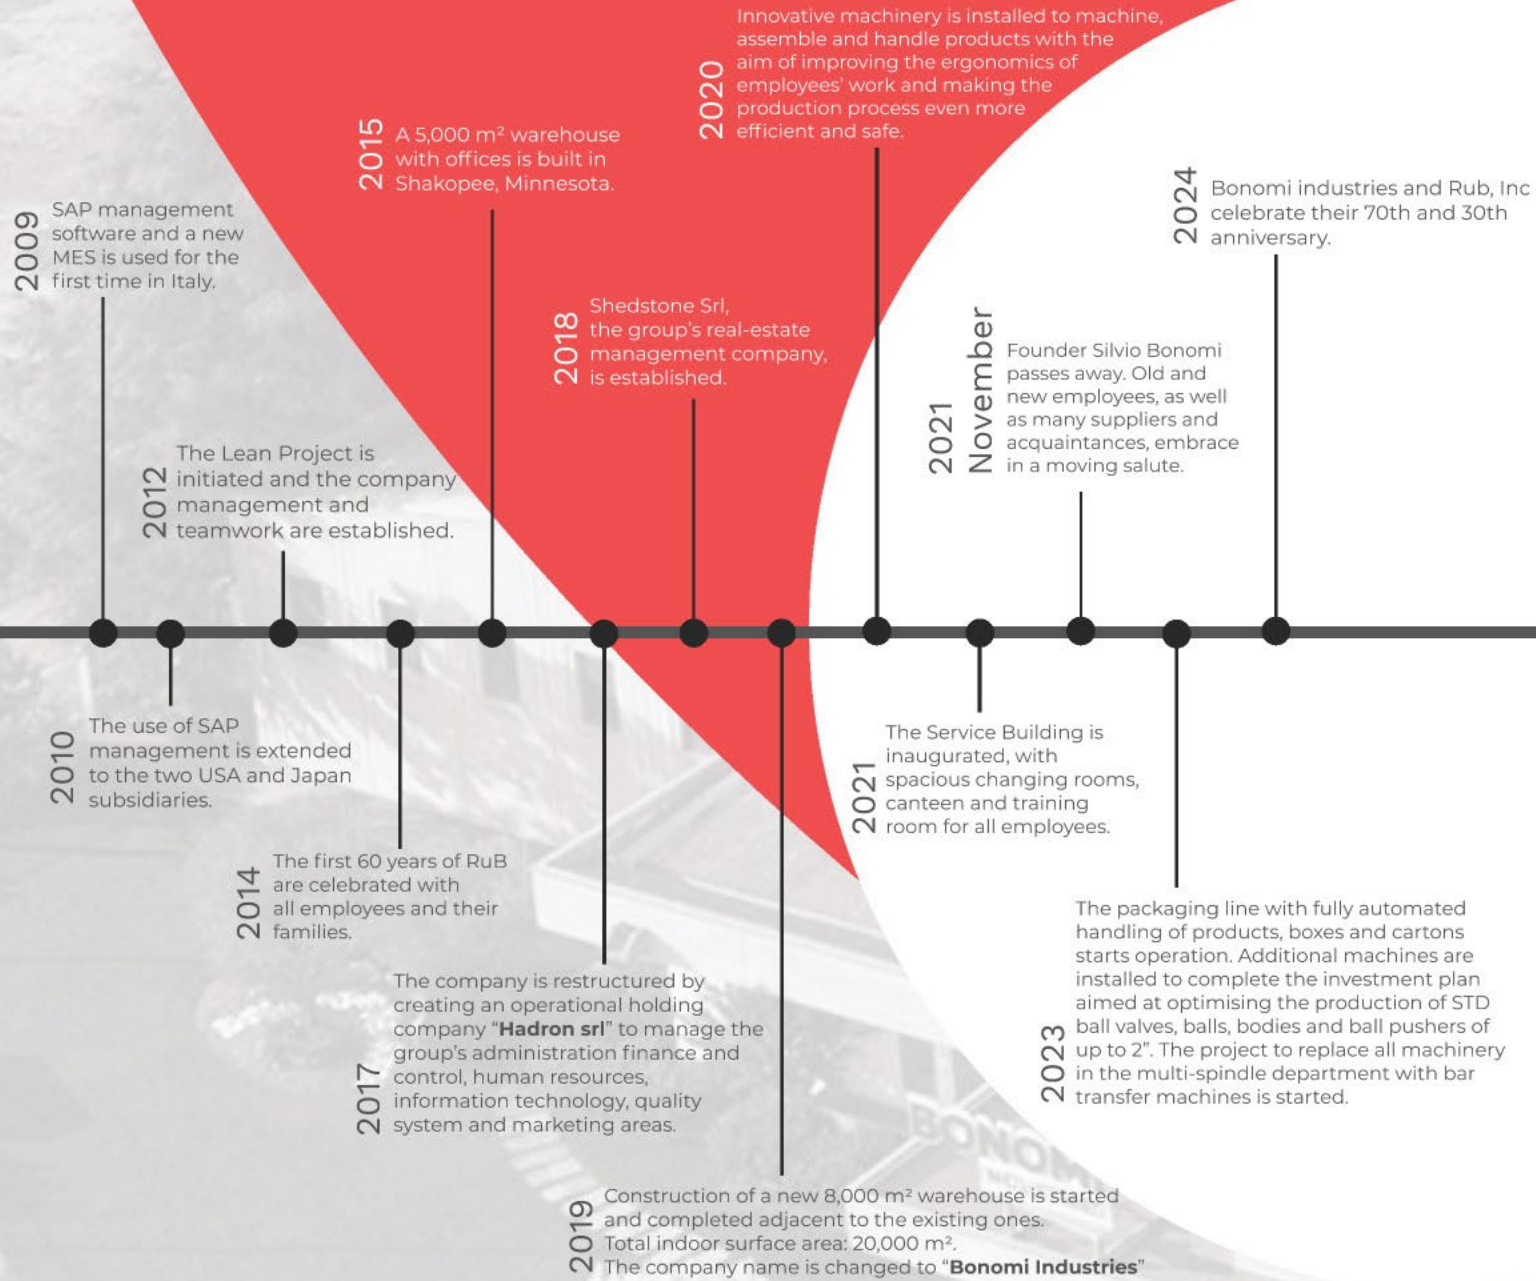 2009
SAP management
software and a new
MES is used for the
first time in Italy.
2010
The use of SAP
management is extended
to the two USA and Japan
subsidiaries.
2012
The Lean Project is
initiated and the company
management and
teamwork are established.
2014
The first 60 years of RuB
are celebrated with
all employees and their
families.
2015
A 5,000 m² warehouse
with offices is built in
Shakopee, Minnesota.
2017
The company is restructured by
creating an operational holding
company “Hadron srl” to manage the
group’s administration finance and
control, human resources,
information technology, quality
system and marketing areas.
2018
Shedstone Srl,
the group’s real-estate
management company,
is established.
2019
Construction of a new 8,000 m² warehouse is started
and completed adjacent to the existing ones.
Total indoor surface area: 20,000 m².
The company name is changed to “Bonomi Industries”
2020
Innovative machinery is installed to machine,
assemble and handle products with the
aim of improving the ergonomics of
employees’ work and making the
production process even more
efficient and safe.
2021
The Service Building is
inaugurated, with
spacious changing rooms,
canteen and training
room for all employees.
2021
November
Founder Silvio Bonomi
passes away. Old and
new employees, as well
as many suppliers and
acquaintances, embrace
in a moving salute.
2023
The packaging line with fully automated
handling of products, boxes and cartons
starts operation. Additional machines are
installed to complete the investment plan
aimed at optimising the production of STD
ball valves, balls, bodies and ball pushers of
up to 2”. The project to replace all machinery
in the multi-spindle department with bar
transfer machines is started.
2024
Bonomi industries and Rub, Inc
celebrate their 70th and 30th
anniversary.
BONOMI